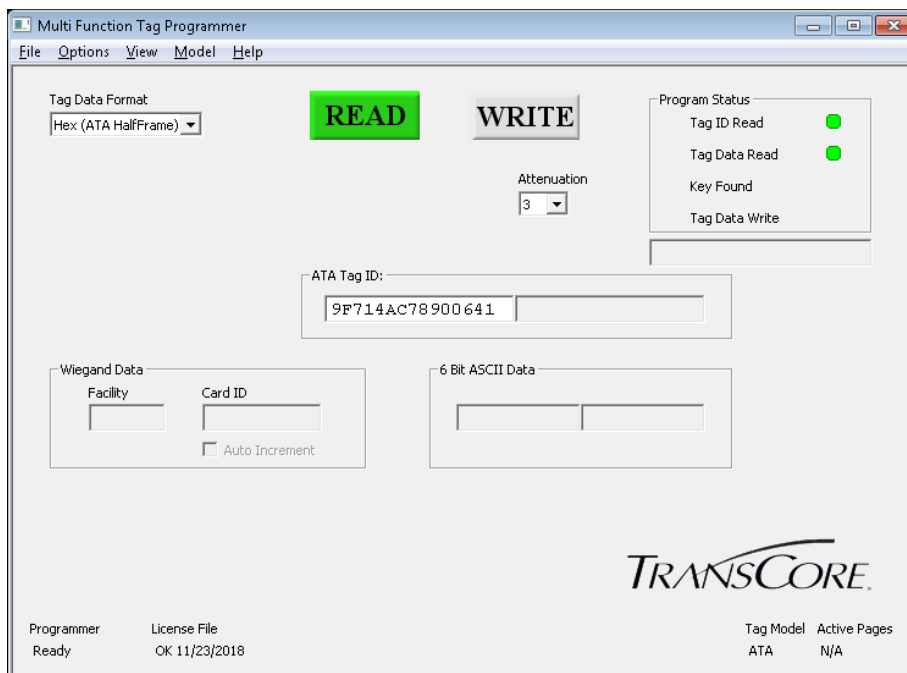 Multi Function Tag Programmer
File Options View Model Help
Tag Data Format
Hex (ATA HalfFrame)
READ
WRITE
Attenuation
3
Program Status
Tag ID Read
Tag Data Read
Key Found
Tag Data Write
ATA Tag ID:
9F714AC78900641
Wiegand Data
Facility Card ID
Auto Increment
6 Bit ASCII Data
TRANSCORE.
Programmer License File
Ready OK 11/23/2018
Tag Model Active Pages
ATA N/A